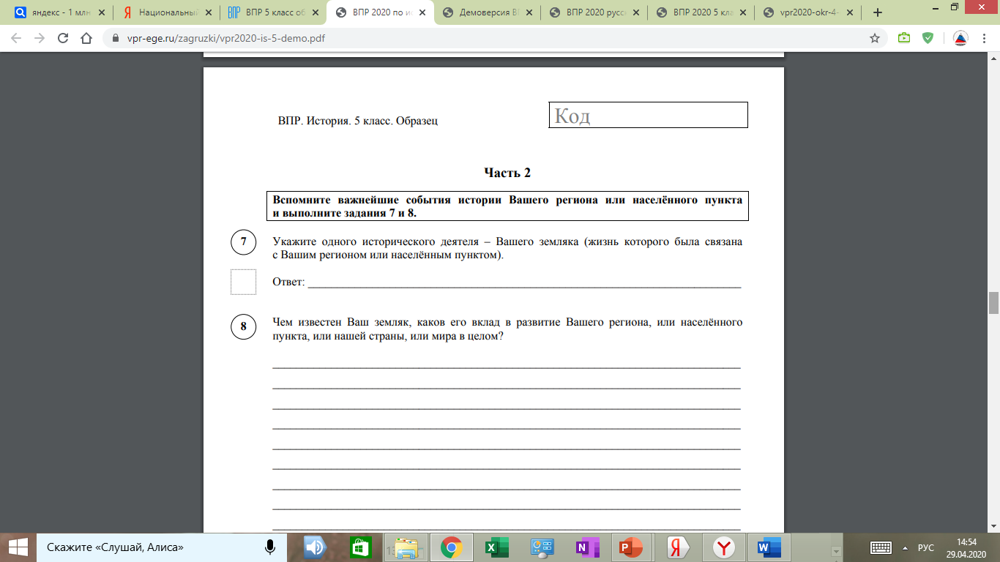 яндекс - 1 млн
Национальный
ВПР 5 класс об
ВПР 2020 по ис
Демоверсия ВП
ВПР 2020 русс
ВПР 2020 5 кла
vpr2020-okr-4-
vpr-ege.ru/zagruzki/vpr2020-is-5-demo.pdf
ВПР. История. 5 класс. Образец
Код
Часть 2
Вспомните важнейшие события истории Вашего региона или населённого пункта
и выполните задания 7 и 8.
7
Укажите одного исторического деятеля – Вашего земляка (жизнь которого была связана
с Вашим регионом или населённым пунктом).
Ответ:
8
Чем известен Ваш земляк, каков его вклад в развитие Вашего региона, или населённого
пункта, или нашей страны, или мира в целом?
Скажите «Слушай, Алиса»
РУС
14:54
29.04.2020